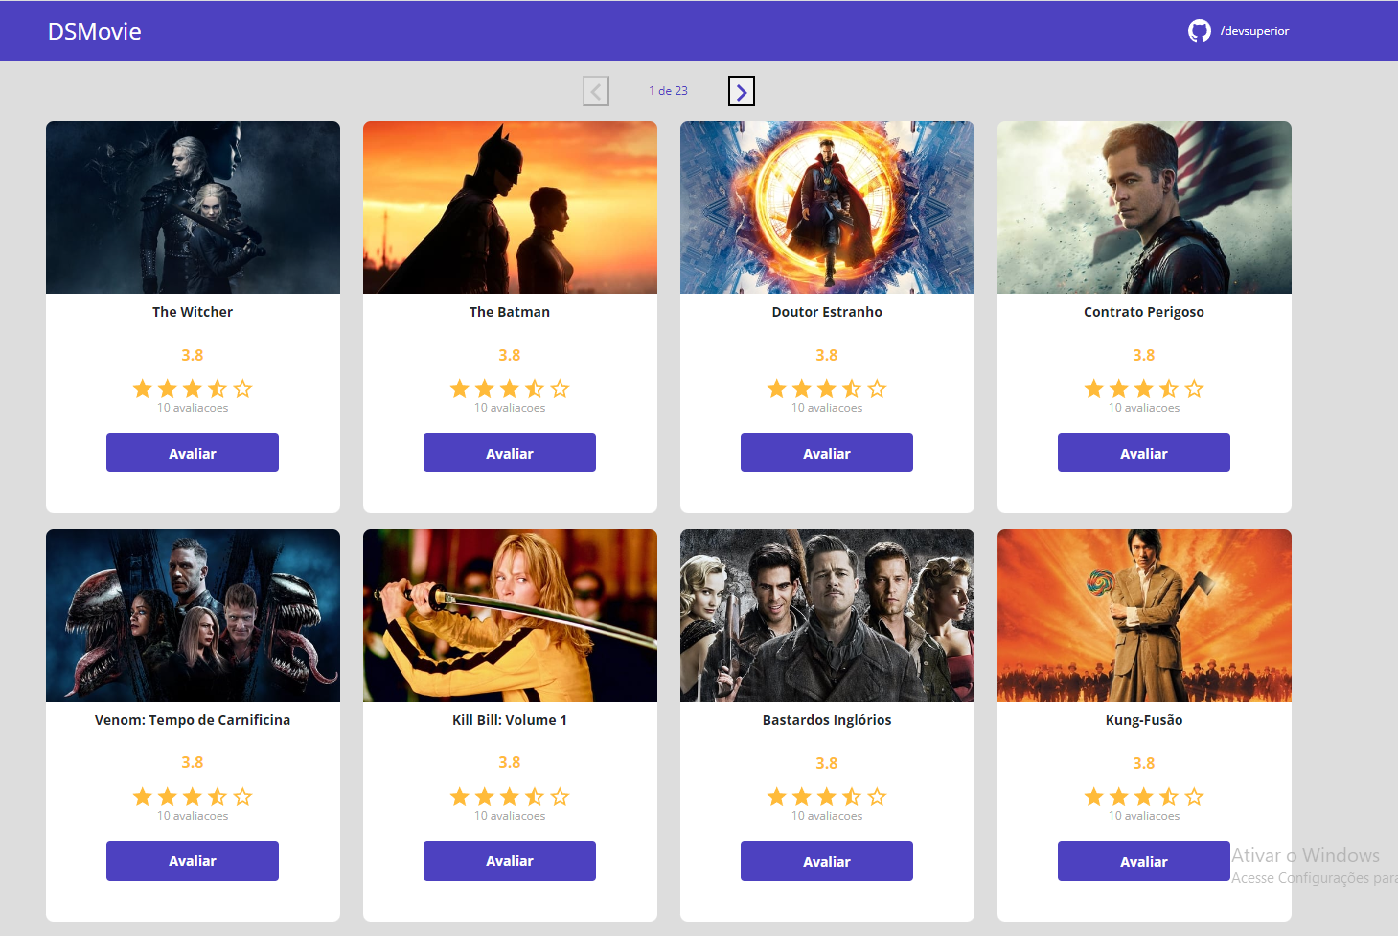 DSMovie
/devsuperior
1 de 23
The Witcher
3.8
10 avaliacoes
Avaliar
The Batman
3.8
10 avaliacoes
Avaliar
Doutor Estranho
3.8
10 avaliacoes
Avaliar
Contrato Perigoso
3.8
10 avaliacoes
Avaliar
Venom: Tempo de Carnificina
3.8
10 avaliacoes
Avaliar
Kill Bill: Volume 1
3.8
10 avaliacoes
Avaliar
Bastardos Inglórios
3.8
10 avaliacoes
Avaliar
Kung-Fusão
3.8
10 avaliacoes
Avaliar
Ativar o Windows
Acesse Configurações para